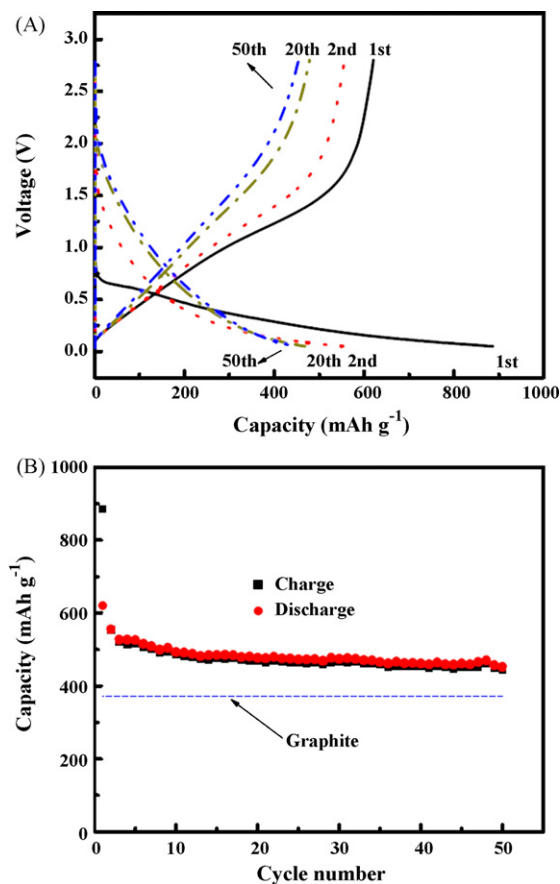 (A)
3.0
2.5
2.0
1.5
1.0
0.5
0.0
Voltage (V)
50th 20th 2nd 1st
50th 20th 2nd 1st
0 200 400 600 800 1000
Capacity (mAh g⁻¹)
(B)
1000
800
600
400
200
0
Capacity (mAh g⁻¹)
Charge
Discharge
Graphite
0 10 20 30 40 50
Cycle number